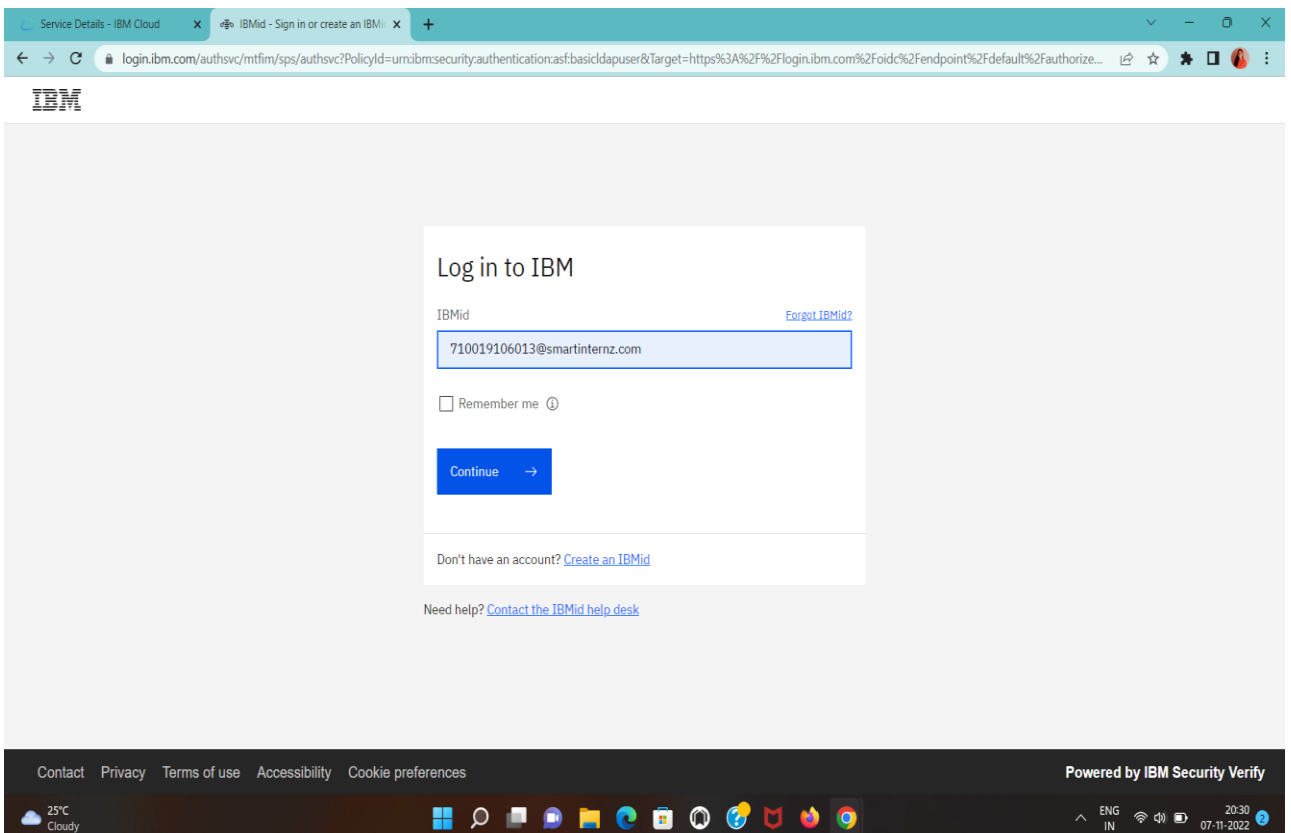 Service Details - IBM Cloud
IBMid - Sign in or create an IBMi
login.ibm.com/authsvc/mtfim/sps/authsvc?PolicyId=urn:ibm:security:authentication:asf:basicldapuser&Target=https%3A%2F%2Flogin.ibm.com%2Foidc%2Fendpoint%2Fdefault%2Fauthorize...
IBM
Log in to IBM
IBMid Forgot IBMid?
710019106013@smartinternz.com
Remember me
Continue →
Don't have an account? Create an IBMid
Need help? Contact the IBMid help desk
Contact Privacy Terms of use Accessibility Cookie preferences Powered by IBM Security Verify
25°C
Cloudy
ENG
IN
20:30
07-11-2022
2